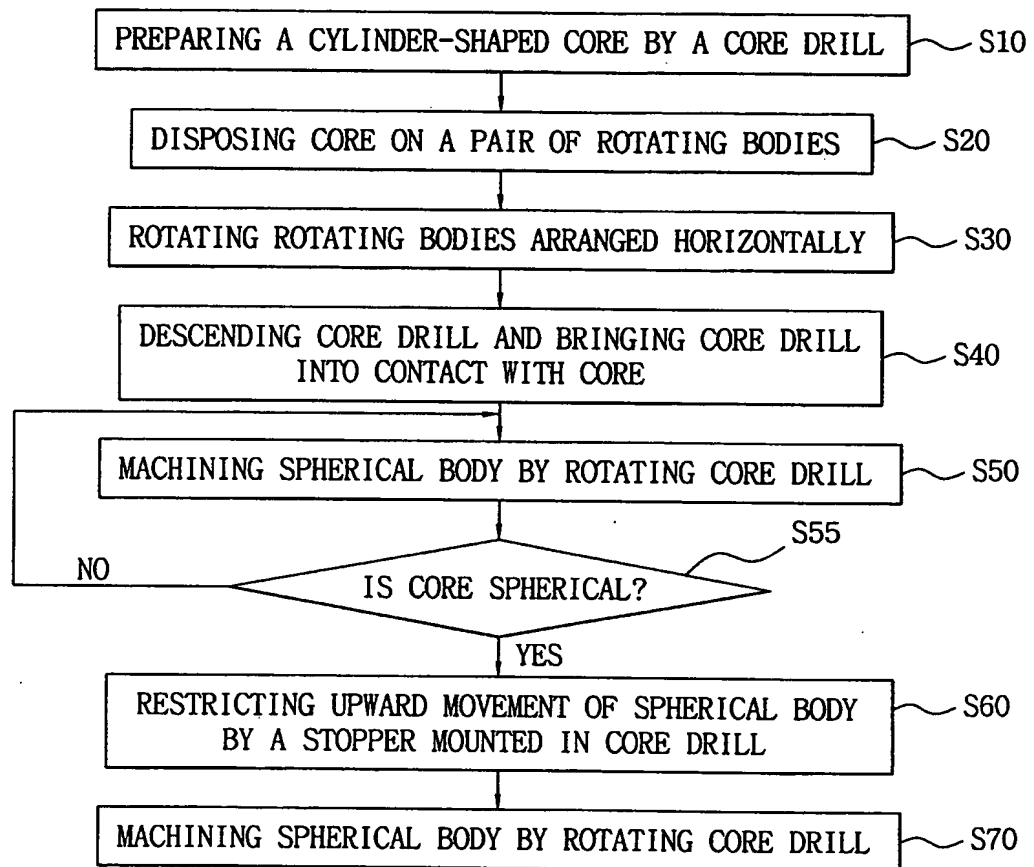 PREPARING A CYLINDER-SHAPED CORE BY A CORE DRILL S10
DISPOSING CORE ON A PAIR OF ROTATING BODIES S20
ROTATING ROTATING BODIES ARRANGED HORIZONTALLY S30
DESCENDING CORE DRILL AND BRINGING CORE DRILL
INTO CONTACT WITH CORE S40
MACHINING SPHERICAL BODY BY ROTATING CORE DRILL S50
S55
NO IS CORE SPHERICAL?
YES
RESTRICTING UPWARD MOVEMENT OF SPHERICAL BODY
BY A STOPPER MOUNTED IN CORE DRILL S60
MACHINING SPHERICAL BODY BY ROTATING CORE DRILL S70